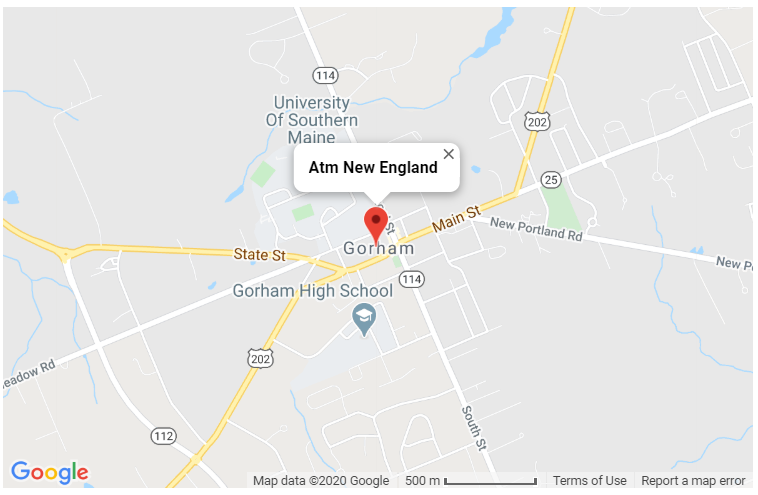 114
University
Of Southern
Maine
202
Atm New England
25
Main St
New Portland Rd
State St
Gorham
New P
114
Gorham High School
202
eadow Rd
112
South St
Google
Map data ©2020 Google
500 m
Terms of Use
Report a map error